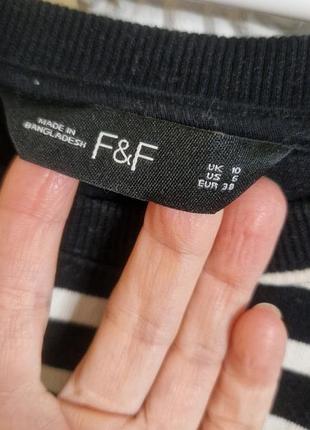 MADE IN
BANGLADESH
F&F
UK 10
US 6
EUR 38